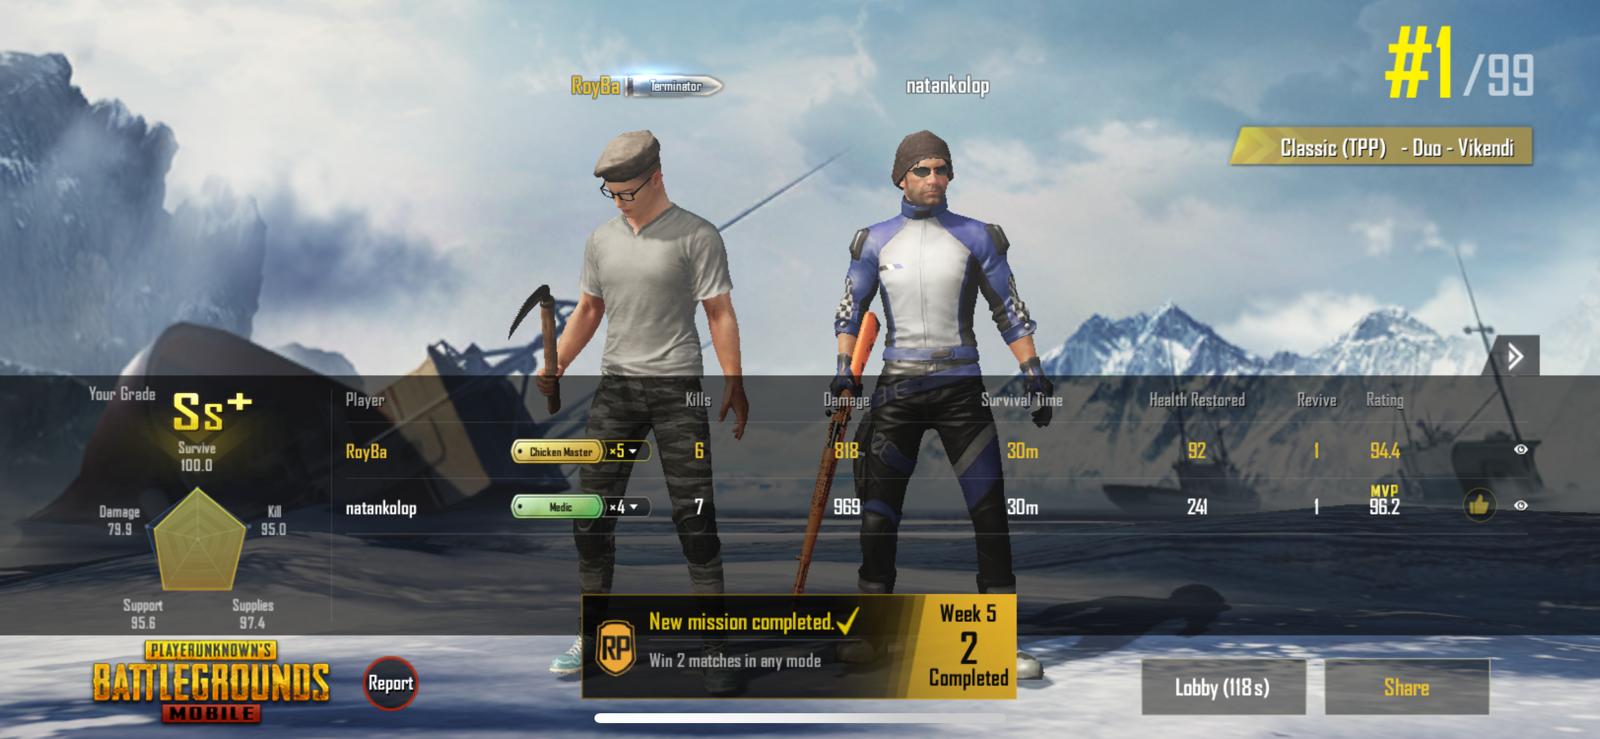 RoyBa Terminator
natankolop
#1/99
Classic (TPP) - Duo - Vikendi
Your Grade
Ss+
Survive
100.0
Damage
79.9
Kill
95.0
Support
95.6
Supplies
97.4
Player Kills Damage Survival Time Health Restored Revive Rating
RoyBa Chicken Master ×5 6 818 30m 92 1 94.4
MVP
natankolop Medic ×4 7 969 30m 241 1 96.2
PLAYERUNKNOWN'S
BATTLEGROUNDS
MOBILE
Report
RP
New mission completed.
Win 2 matches in any mode
Week 5
2
Completed
Lobby (118 s)
Share